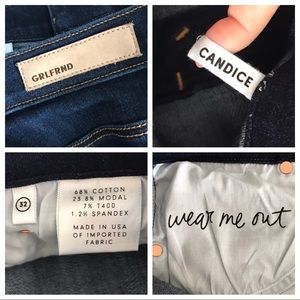 GRLFRND
CANDICE
32
68% COTTON
23.8% MODAL
7% T400
1.2% SPANDEX
MADE IN USA
OF IMPORTED
FABRIC
wear me out